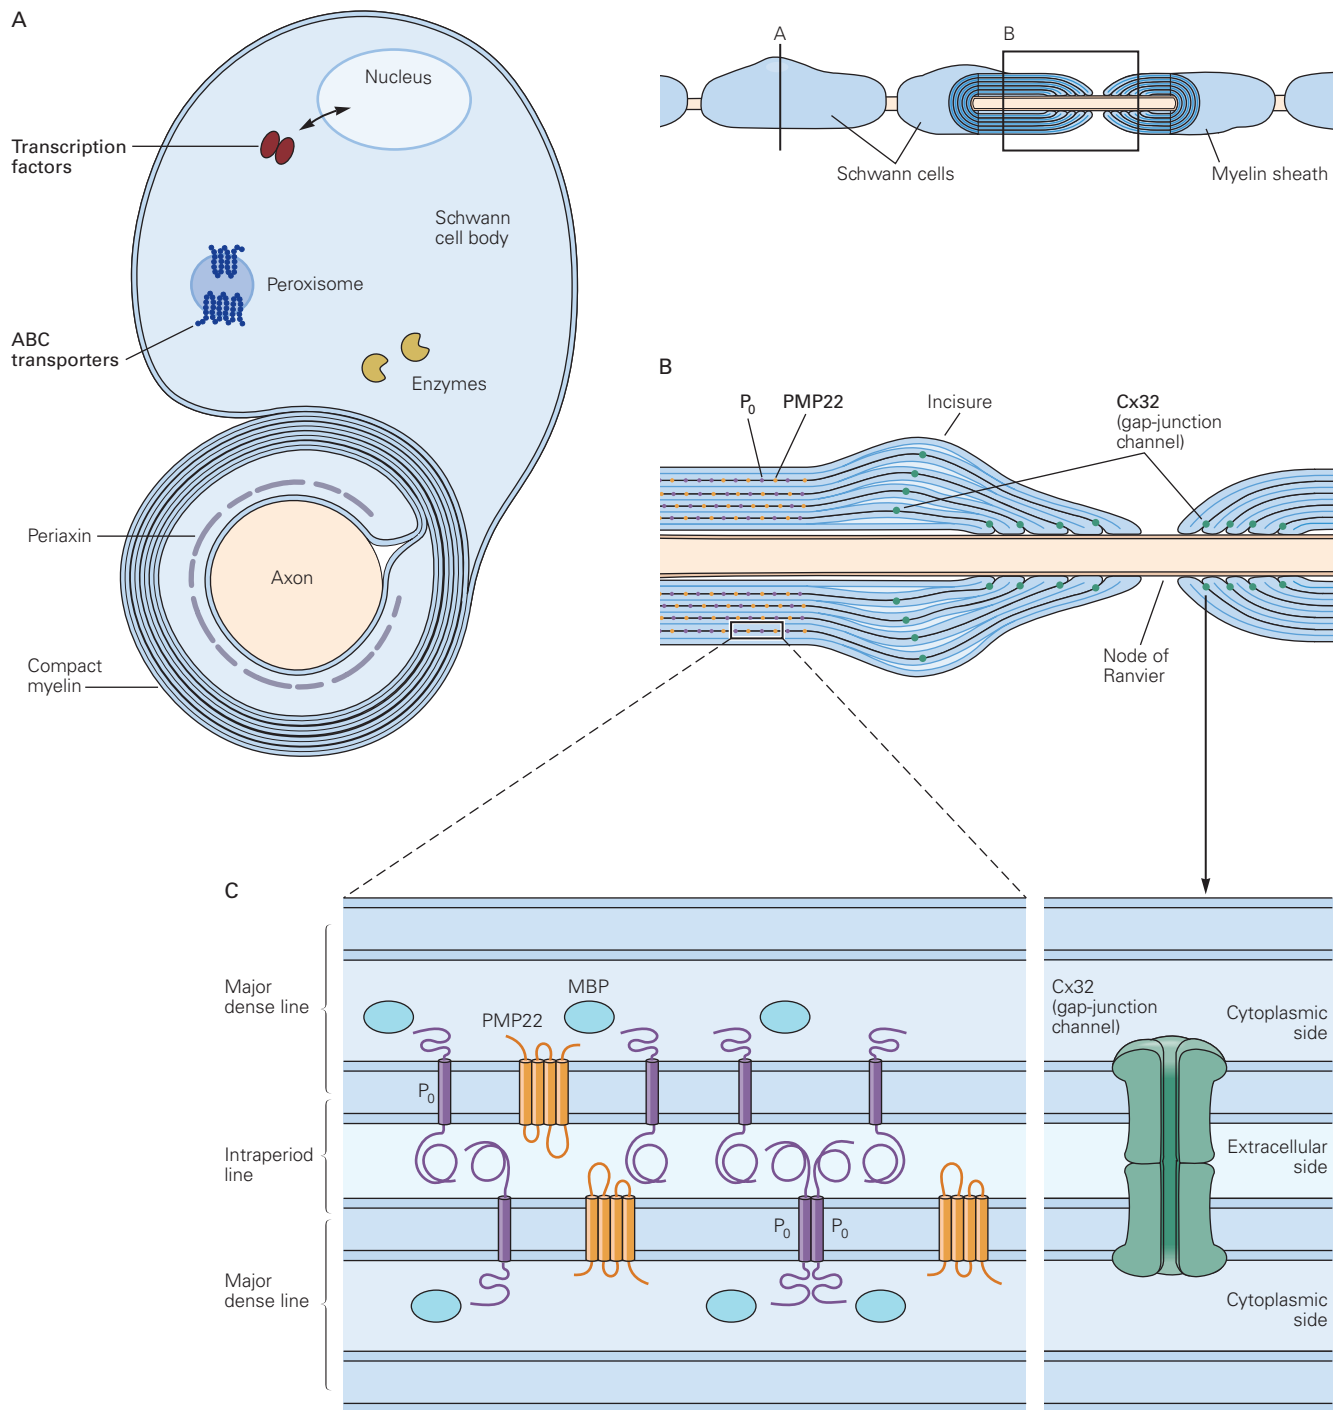 A
Nucleus
Transcription
factors
Schwann
cell body
Peroxisome
ABC
transporters
Enzymes
Periaxin
Axon
Compact
myelin
A
B
Schwann cells
Myelin sheath
B
P0
PMP22
Incisure
Cx32
(gap-junction
channel)
Node of
Ranvier
C
Major
dense line
MBP
PMP22
P0
Intraperiod
line
P0
P0
Major
dense line
Cx32
(gap-junction
channel)
Cytoplasmic
side
Extracellular
side
Cytoplasmic
side